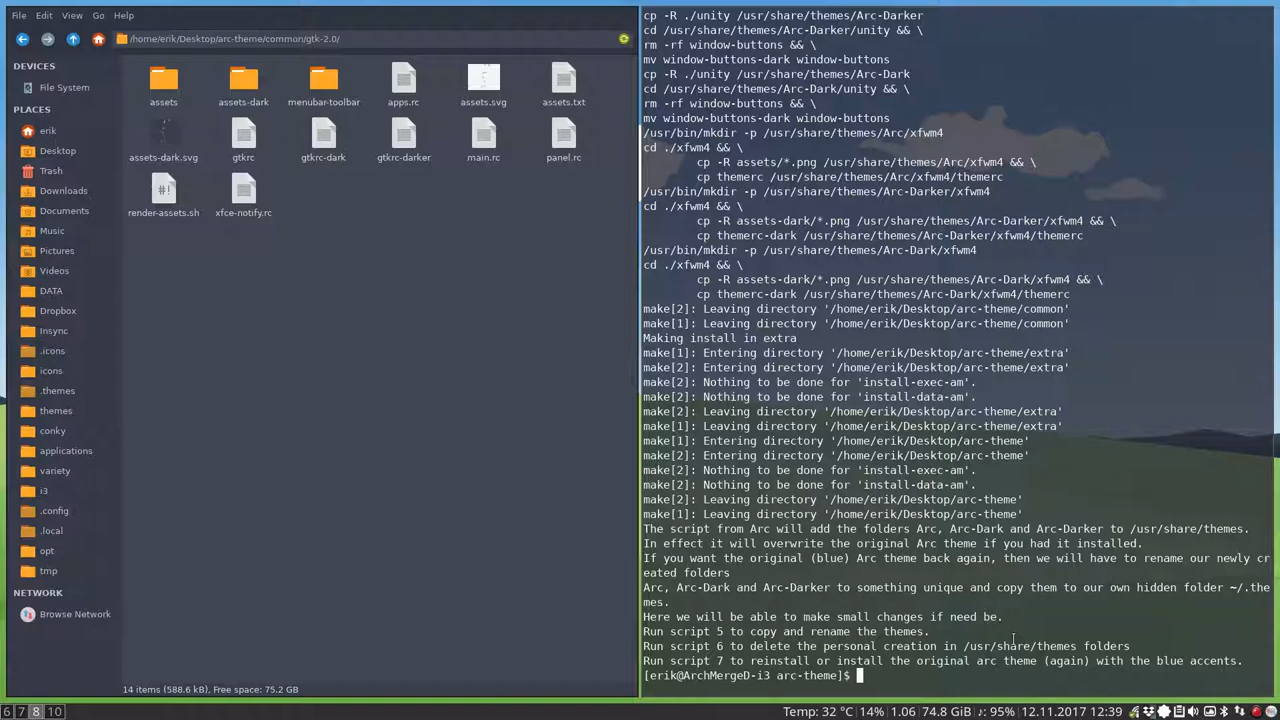 File Edit View Go Help
/home/erik/Desktop/arc-theme/common/gtk-2.0/
DEVICES
File System
PLACES
erik
Desktop
Trash
Downloads
Documents
Music
Pictures
Videos
DATA
Dropbox
Insync
.icons
icons
.themes
themes
conky
applications
variety
i3
.config
.local
opt
tmp
NETWORK
Browse Network
assets assets-dark menubar-toolbar apps.rc assets.svg assets.txt
assets-dark.svg gtkrc gtkrc-dark gtkrc-darker main.rc panel.rc
#!
render-assets.sh xfce-notify.rc
14 items (588.6 kB), Free space: 75.2 GB
cp -R ./unity /usr/share/themes/Arc-Darker
cd /usr/share/themes/Arc-Darker/unity && \
rm -rf window-buttons && \
mv window-buttons-dark window-buttons
cp -R ./unity /usr/share/themes/Arc-Dark
cd /usr/share/themes/Arc-Dark/unity && \
rm -rf window-buttons && \
mv window-buttons-dark window-buttons
/usr/bin/mkdir -p /usr/share/themes/Arc/xfwm4
cd ./xfwm4 && \
cp -R assets/*.png /usr/share/themes/Arc/xfwm4 && \
cp themerc /usr/share/themes/Arc/xfwm4/themerc
/usr/bin/mkdir -p /usr/share/themes/Arc-Darker/xfwm4
cd ./xfwm4 && \
cp -R assets-dark/*.png /usr/share/themes/Arc-Darker/xfwm4 && \
cp themerc-dark /usr/share/themes/Arc-Darker/xfwm4/themerc
/usr/bin/mkdir -p /usr/share/themes/Arc-Dark/xfwm4
cd ./xfwm4 && \
cp -R assets-dark/*.png /usr/share/themes/Arc-Dark/xfwm4 && \
cp themerc-dark /usr/share/themes/Arc-Dark/xfwm4/themerc
make[2]: Leaving directory '/home/erik/Desktop/arc-theme/common'
make[1]: Leaving directory '/home/erik/Desktop/arc-theme/common'
Making install in extra
make[1]: Entering directory '/home/erik/Desktop/arc-theme/extra'
make[2]: Entering directory '/home/erik/Desktop/arc-theme/extra'
make[2]: Nothing to be done for 'install-exec-am'.
make[2]: Nothing to be done for 'install-data-am'.
make[2]: Leaving directory '/home/erik/Desktop/arc-theme/extra'
make[1]: Leaving directory '/home/erik/Desktop/arc-theme/extra'
make[1]: Entering directory '/home/erik/Desktop/arc-theme'
make[2]: Entering directory '/home/erik/Desktop/arc-theme'
make[2]: Nothing to be done for 'install-exec-am'.
make[2]: Nothing to be done for 'install-data-am'.
make[2]: Leaving directory '/home/erik/Desktop/arc-theme'
make[1]: Leaving directory '/home/erik/Desktop/arc-theme'
The script from Arc will add the folders Arc, Arc-Dark and Arc-Darker to /usr/share/themes.
In effect it will overwrite the original Arc theme if you had it installed.
If you want the original (blue) Arc theme back again, then we will have to rename our newly cr
eated folders
Arc, Arc-Dark and Arc-Darker to something unique and copy them to our own hidden folder ~/.the
mes.
Here we will be able to make small changes if need be.
Run script 5 to copy and rename the themes.
Run script 6 to delete the personal creation in /usr/share/themes folders
Run script 7 to reinstall or install the original arc theme (again) with the blue accents.
[erik@ArchMergeD-i3 arc-theme]$
6 7 8 10 Temp: 32 °C 14% 1.06 74.8 GiB ♪: 95% 12.11.2017 12:39